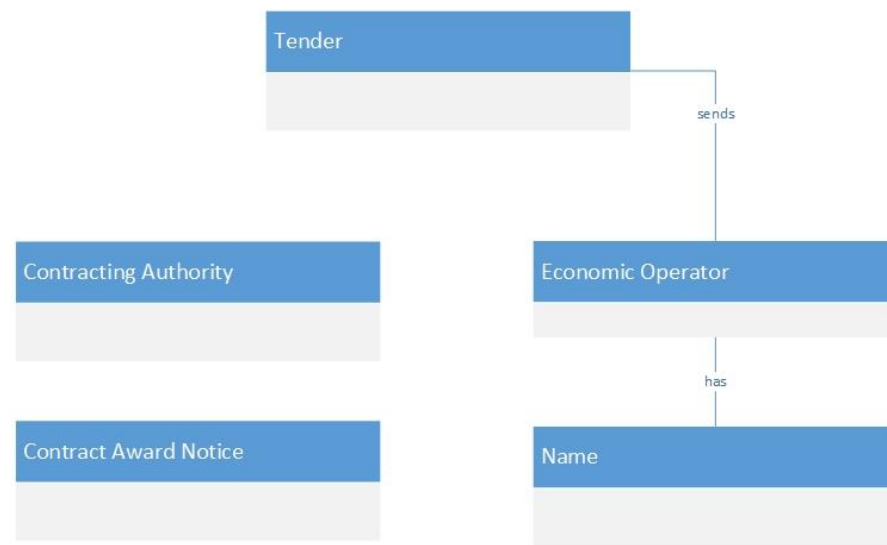 Tender
sends
Contracting Authority
Economic Operator
has
Contract Award Notice
Name